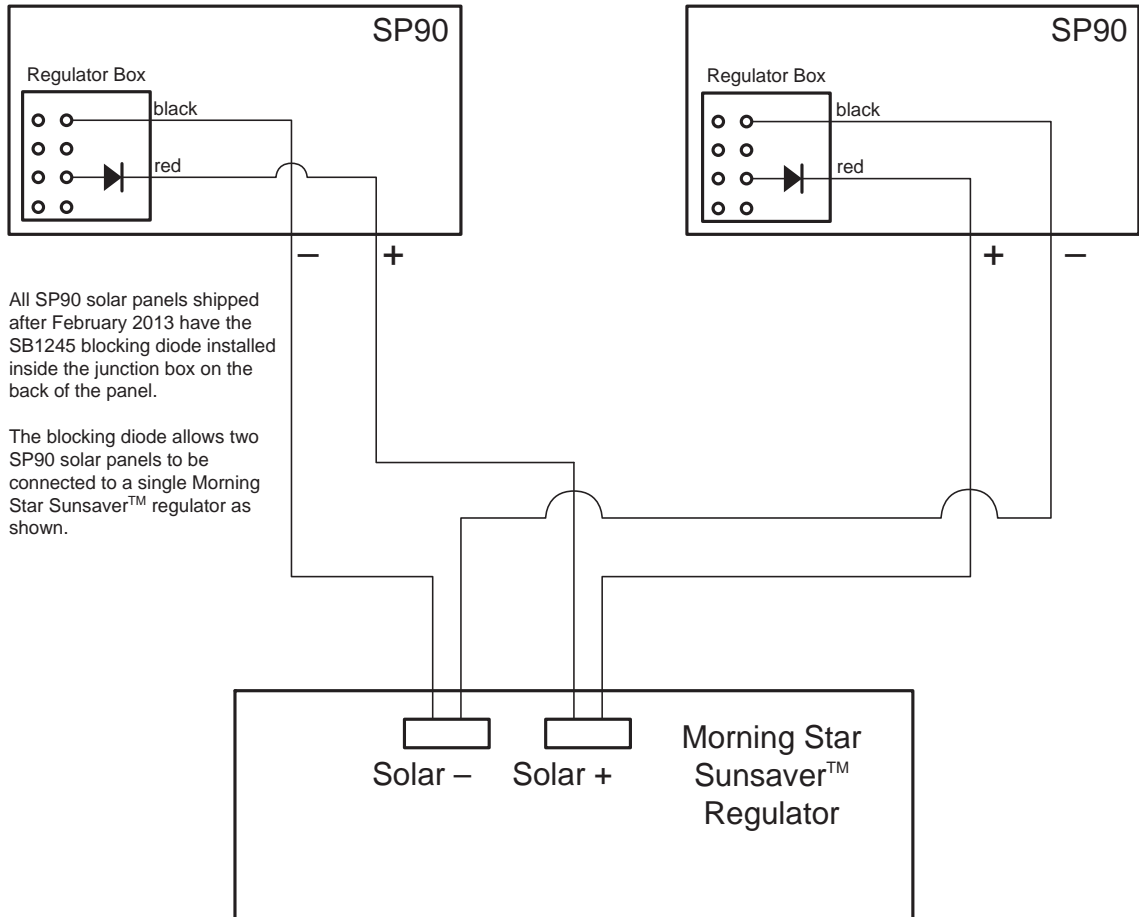 SP90
Regulator Box
black
red
– +
SP90
Regulator Box
black
red
+ –
All SP90 solar panels shipped
after February 2013 have the
SB1245 blocking diode installed
inside the junction box on the
back of the panel.
The blocking diode allows two
SP90 solar panels to be
connected to a single Morning
Star Sunsaver™ regulator as
shown.
Solar –
Solar +
Morning Star
Sunsaver™
Regulator